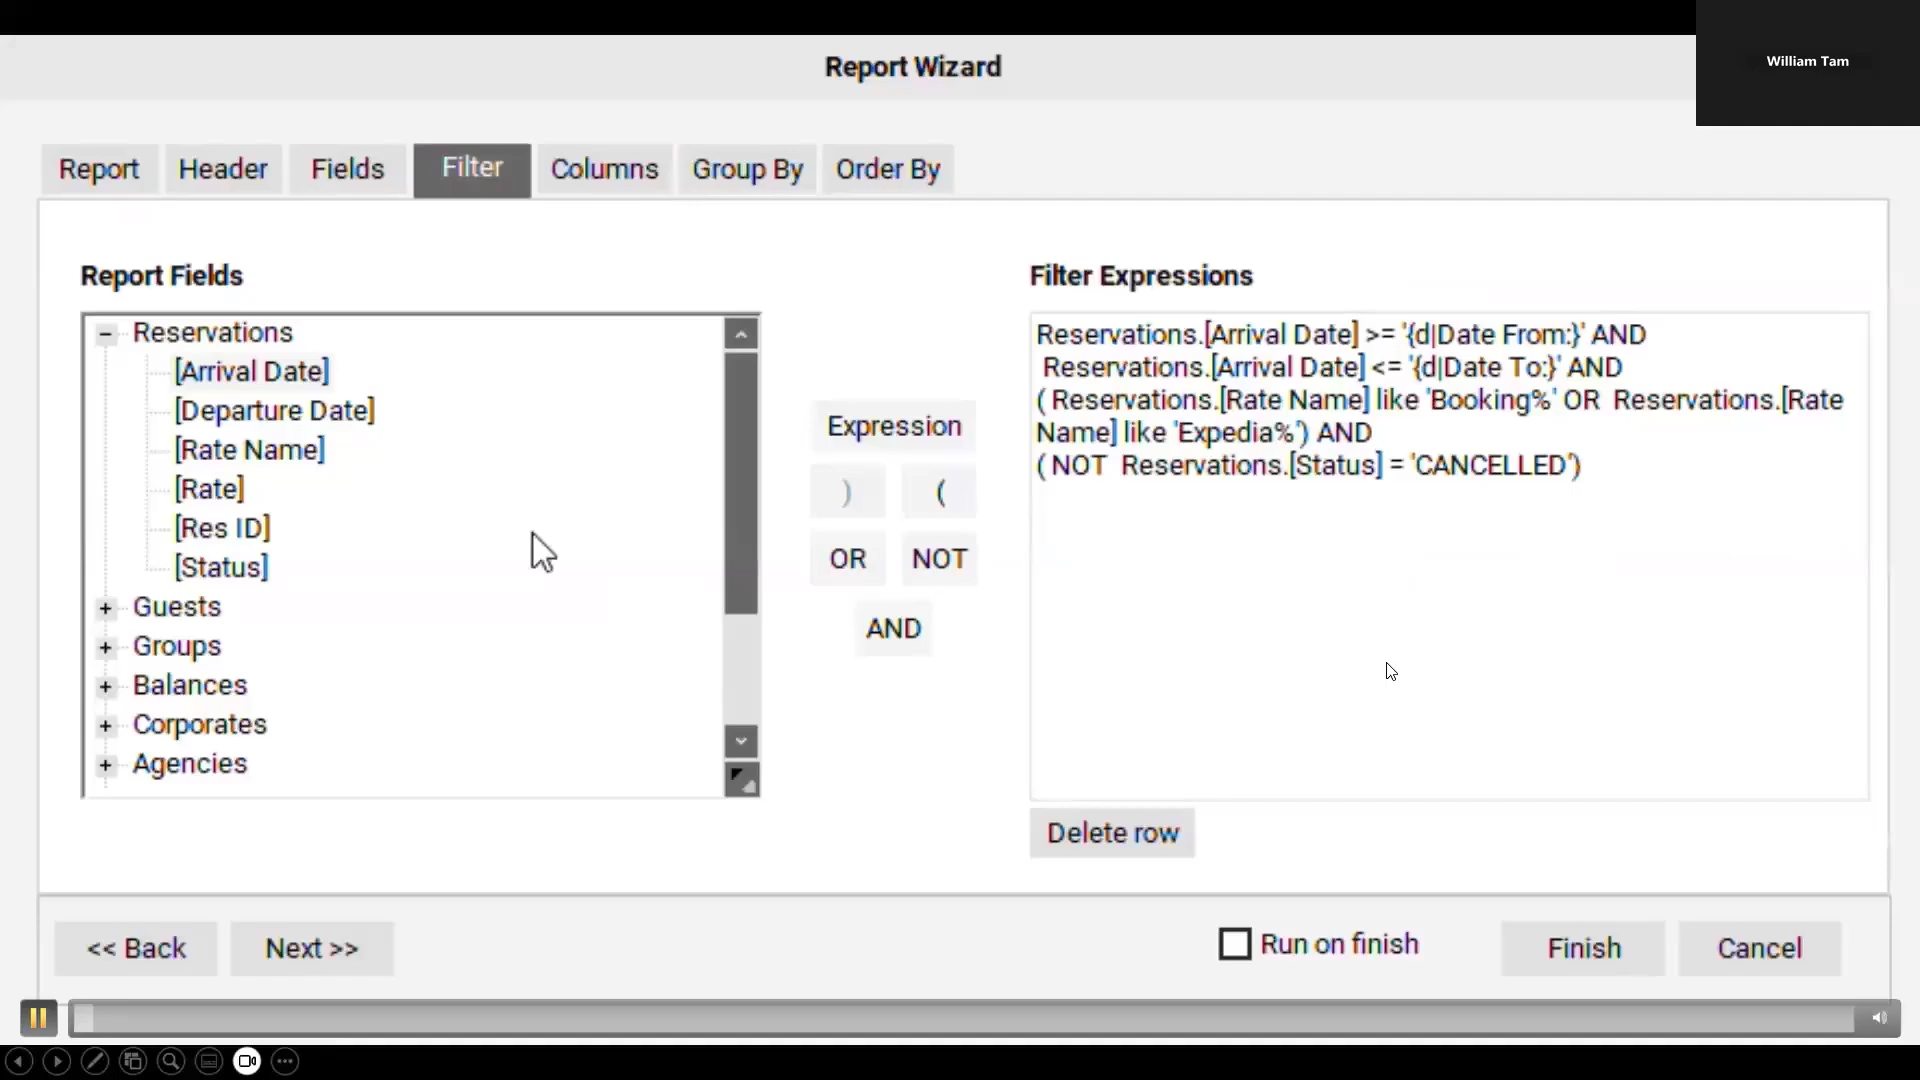 Report Wizard
William Tam
Report
Header
Fields
Filter
Columns
Group By
Order By
Report Fields
Reservations
[Arrival Date]
[Departure Date]
[Rate Name]
[Rate]
[Res ID]
[Status]
Guests
Groups
Balances
Corporates
Agencies
Expression
)
(
OR
NOT
AND
Filter Expressions
Reservations.[Arrival Date] >= '{d|Date From:}' AND
Reservations.[Arrival Date] <= '{d|Date To:}' AND
( Reservations.[Rate Name] like 'Booking%' OR  Reservations.[Rate
Name] like 'Expedia%') AND
( NOT  Reservations.[Status] = 'CANCELLED')
Delete row
<< Back
Next >>
Run on finish
Finish
Cancel